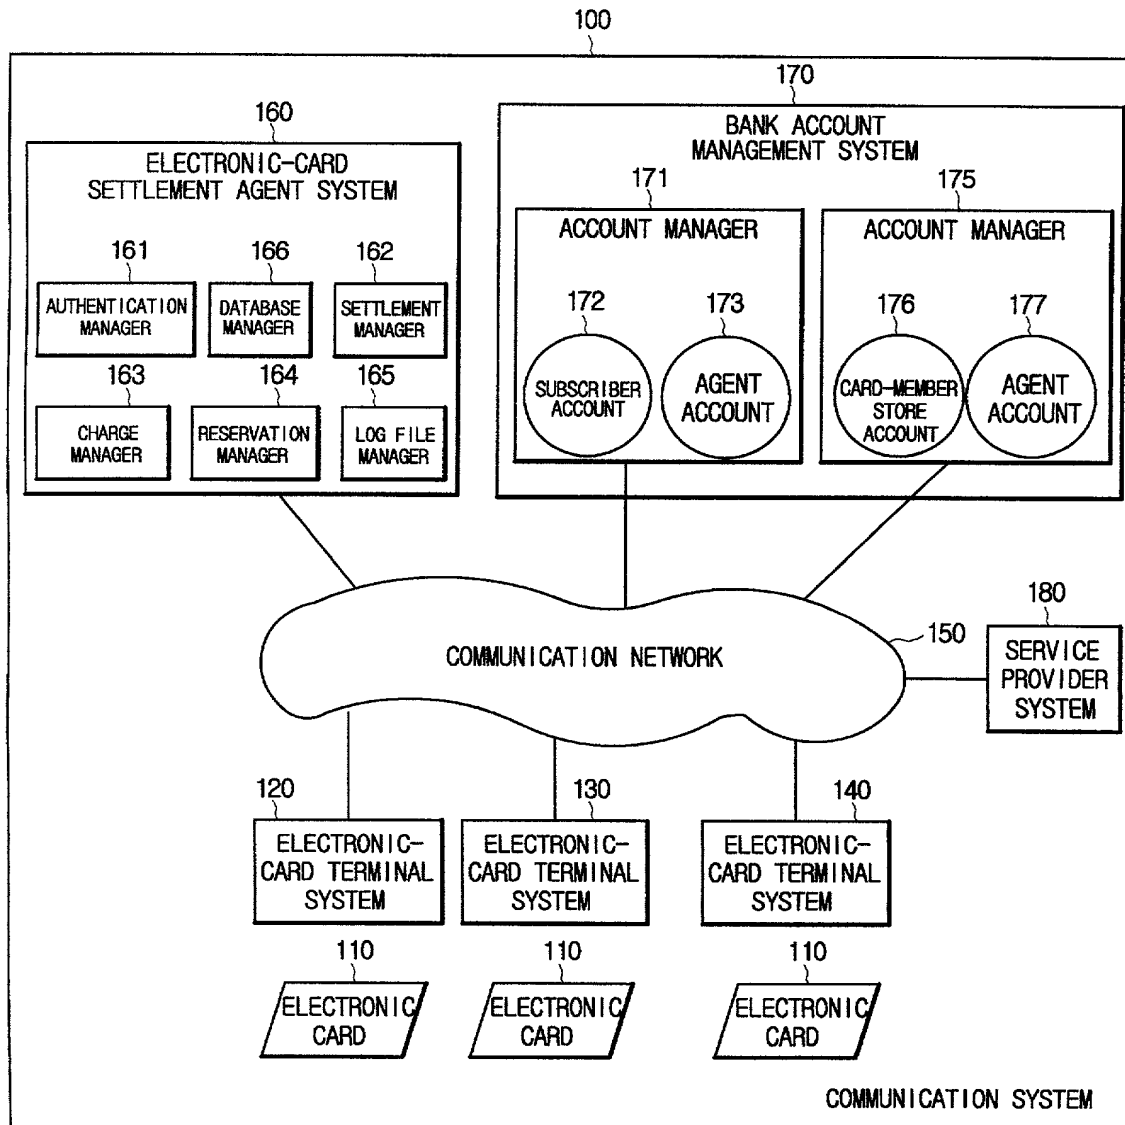 100
170
BANK ACCOUNT
MANAGEMENT SYSTEM
160
ELECTRONIC-CARD
SETTLEMENT AGENT SYSTEM
171
175
ACCOUNT MANAGER
ACCOUNT MANAGER
161
166
162
AUTHENTICATION
MANAGER
DATABASE
MANAGER
SETTLEMENT
MANAGER
172
173
176
177
SUBSCRIBER
ACCOUNT
AGENT
ACCOUNT
CARD-MEMBER
STORE
ACCOUNT
AGENT
ACCOUNT
163
164
165
CHARGE
MANAGER
RESERVATION
MANAGER
LOG FILE
MANAGER
COMMUNICATION NETWORK
150
180
SERVICE
PROVIDER
SYSTEM
120
130
140
ELECTRONIC-
CARD TERMINAL
SYSTEM
ELECTRONIC-
CARD TERMINAL
SYSTEM
ELECTRONIC-
CARD TERMINAL
SYSTEM
110
110
110
ELECTRONIC
CARD
ELECTRONIC
CARD
ELECTRONIC
CARD
COMMUNICATION SYSTEM